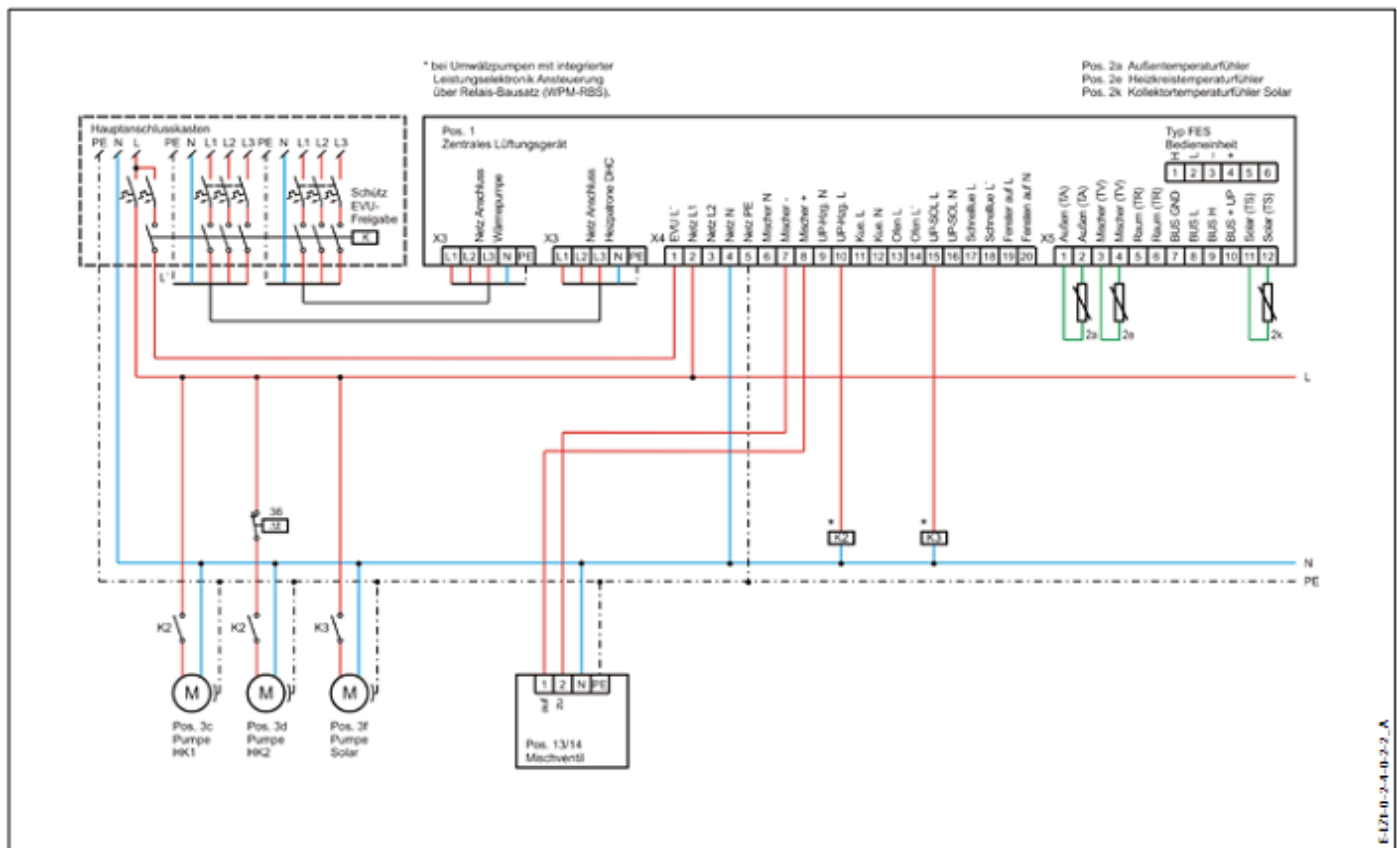 * bei Umwälzpumpen mit integrierter
Leistungselektronik Ansteuerung
über Relais-Bausatz (WPM-RBS).
Pos. 2a Außentemperaturfühler
Pos. 2e Heizkreistemperaturfühler
Pos. 2k Kollektortemperaturfühler Solar
Hauptanschlusskasten
PE N L PE N L1 L2 L3 PE N L1 L2 L3
Schütz
EVU-
Freigabe
K
L'
Pos. 1
Zentrales Lüftungsgerät
Typ FES
Bedieneinheit
H L – +
1 2 3 4 5 6
Netz Anschluss
Wärmepumpe
X3
L1 L2 L3 N PE
Netz Anschluss
Heizpatrone DHC
X3
L1 L2 L3 N PE
X4
EVU L'
Netz L1
Netz L2
Netz N
Netz PE
Mischer N
Mischer -
Mischer +
UP-Hzg. N
UP-Hzg. L
Kue. L
Kue. N
Ofen L
Ofen L'
UP-SOL L
UP-SOL N
Schnellue L
Schnellue L'
Fenster auf L
Fensten auf N
1 2 3 4 5 6 7 8 9 10 11 12 13 14 15 16 17 18 19 20
X5
Außen (TA)
Außen (TA)
Mischer (TV)
Mischer (TV)
Raum (TR)
Raum (TR)
BUS GND
BUS L
BUS H
BUS + UP
Solar (TS)
Solar (TS)
1 2 3 4 5 6 7 8 9 10 11 12
2a
2e
2k
L
36
* K2
* K3
N
PE
K2
K2
K3
M
M
M
Pos. 3c
Pumpe
HK1
Pos. 3d
Pumpe
HK2
Pos. 3f
Pumpe
Solar
1 2 N PE
auf
zu
Pos. 13/14
Mischventil